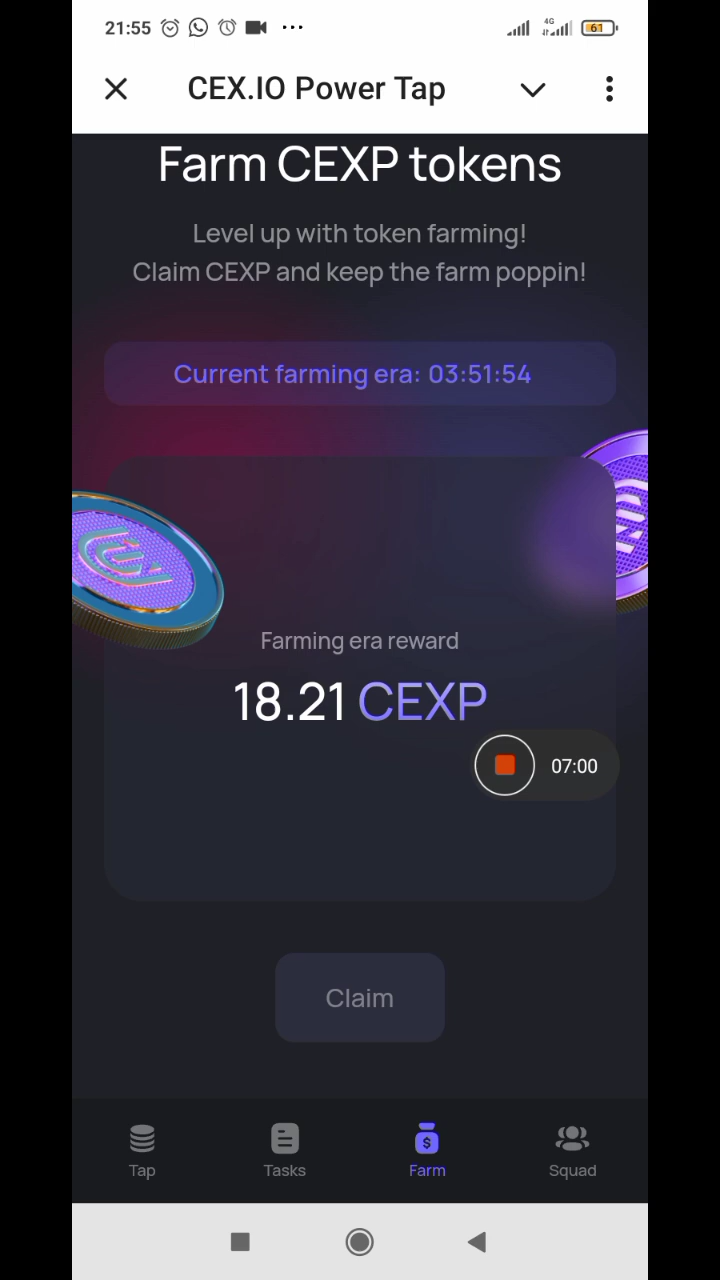 21:55
4G
61
CEX.IO Power Tap
Farm CEXP tokens
Level up with token farming!
Claim CEXP and keep the farm poppin!
Current farming era: 03:51:54
Farming era reward
18.21 CEXP
07:00
Claim
Tap
Tasks
Farm
Squad